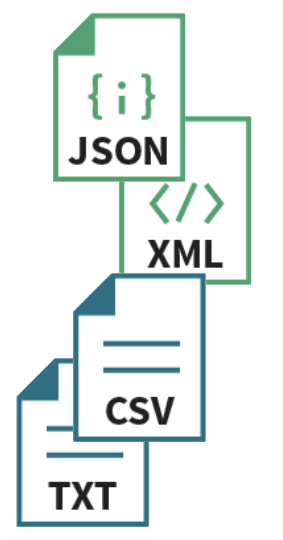 {i}
JSON
</>
XML
CSV
TXT